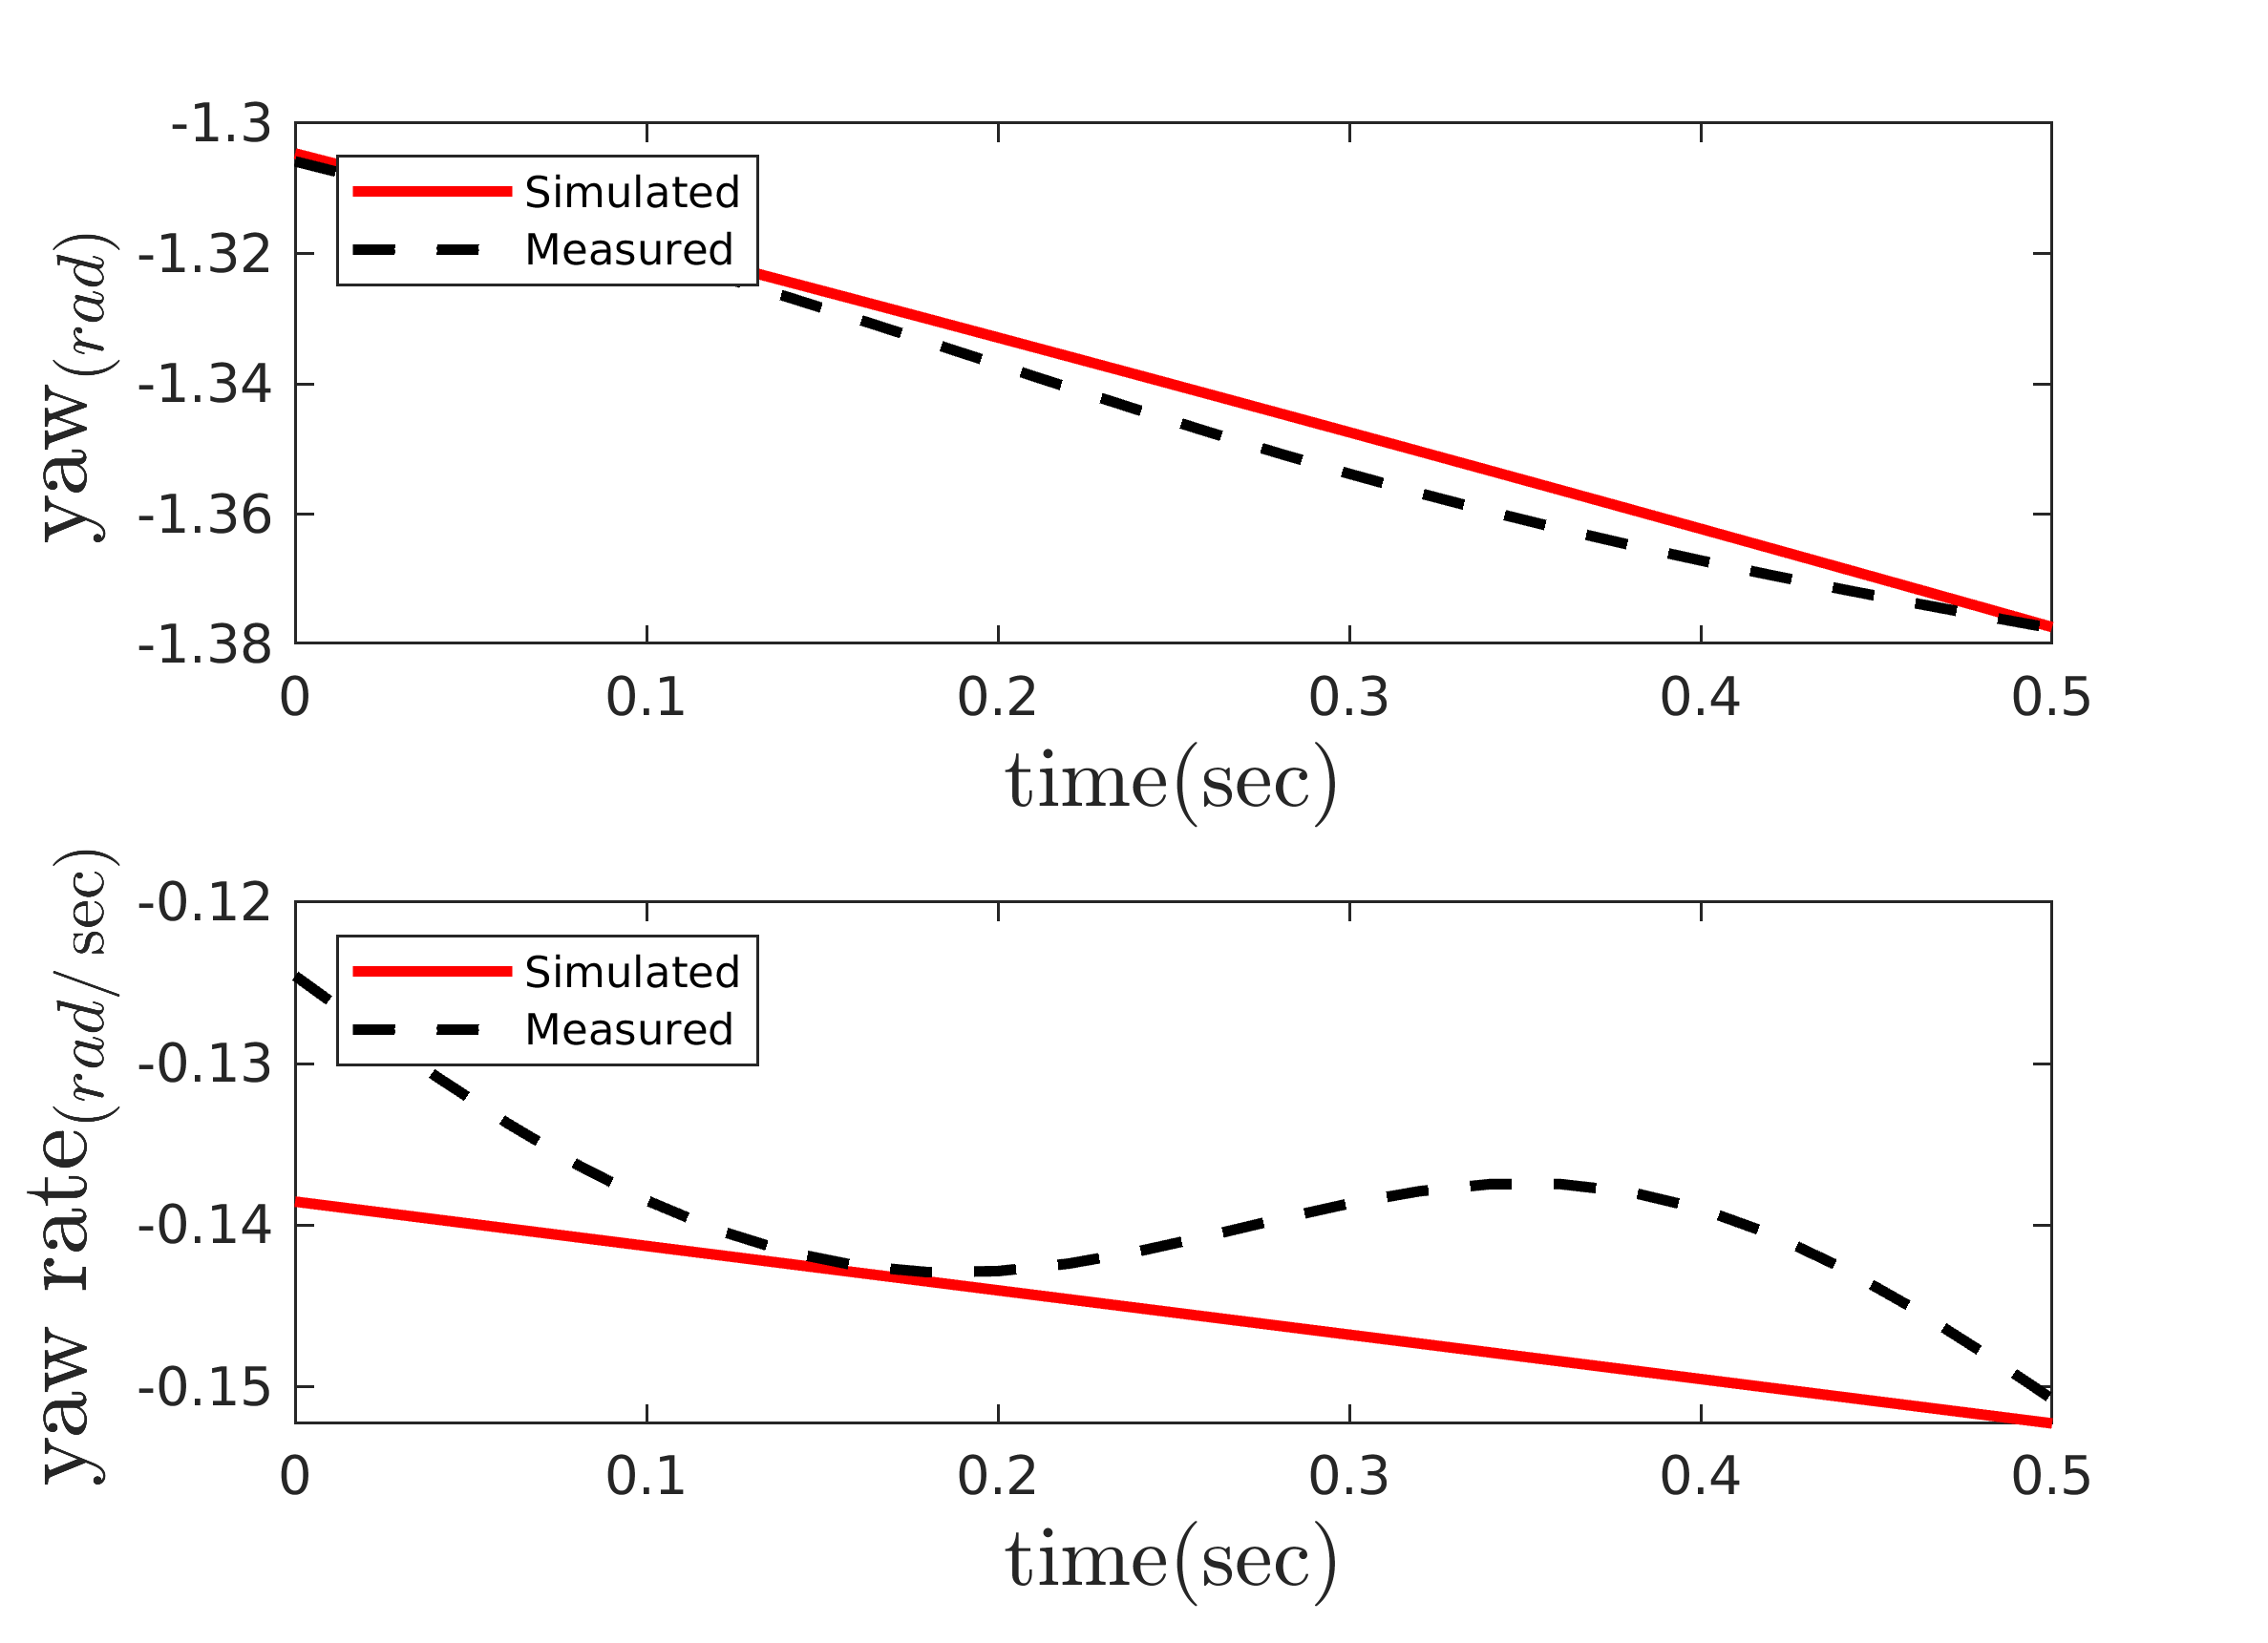 -1.3
-1.32
-1.34
-1.36
-1.38
yaw(rad)
Simulated
Measured
0 0.1 0.2 0.3 0.4 0.5
time(sec)
-0.12
-0.13
-0.14
-0.15
yaw rate(rad/sec)
Simulated
Measured
0 0.1 0.2 0.3 0.4 0.5
time(sec)